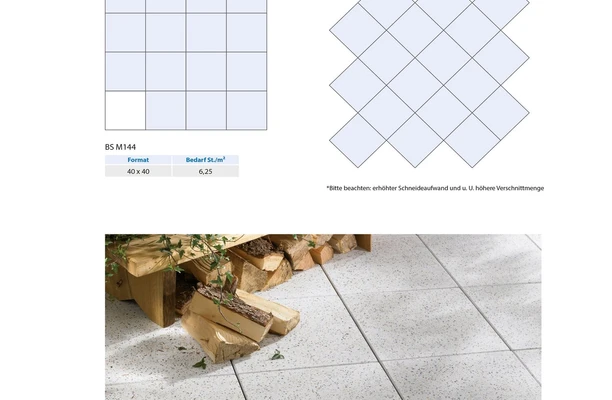 BS M144
Format Bedarf St./m²
40 x 40 6,25
*Bitte beachten: erhöhter Schneideaufwand und u. U. höhere Verschnittmenge